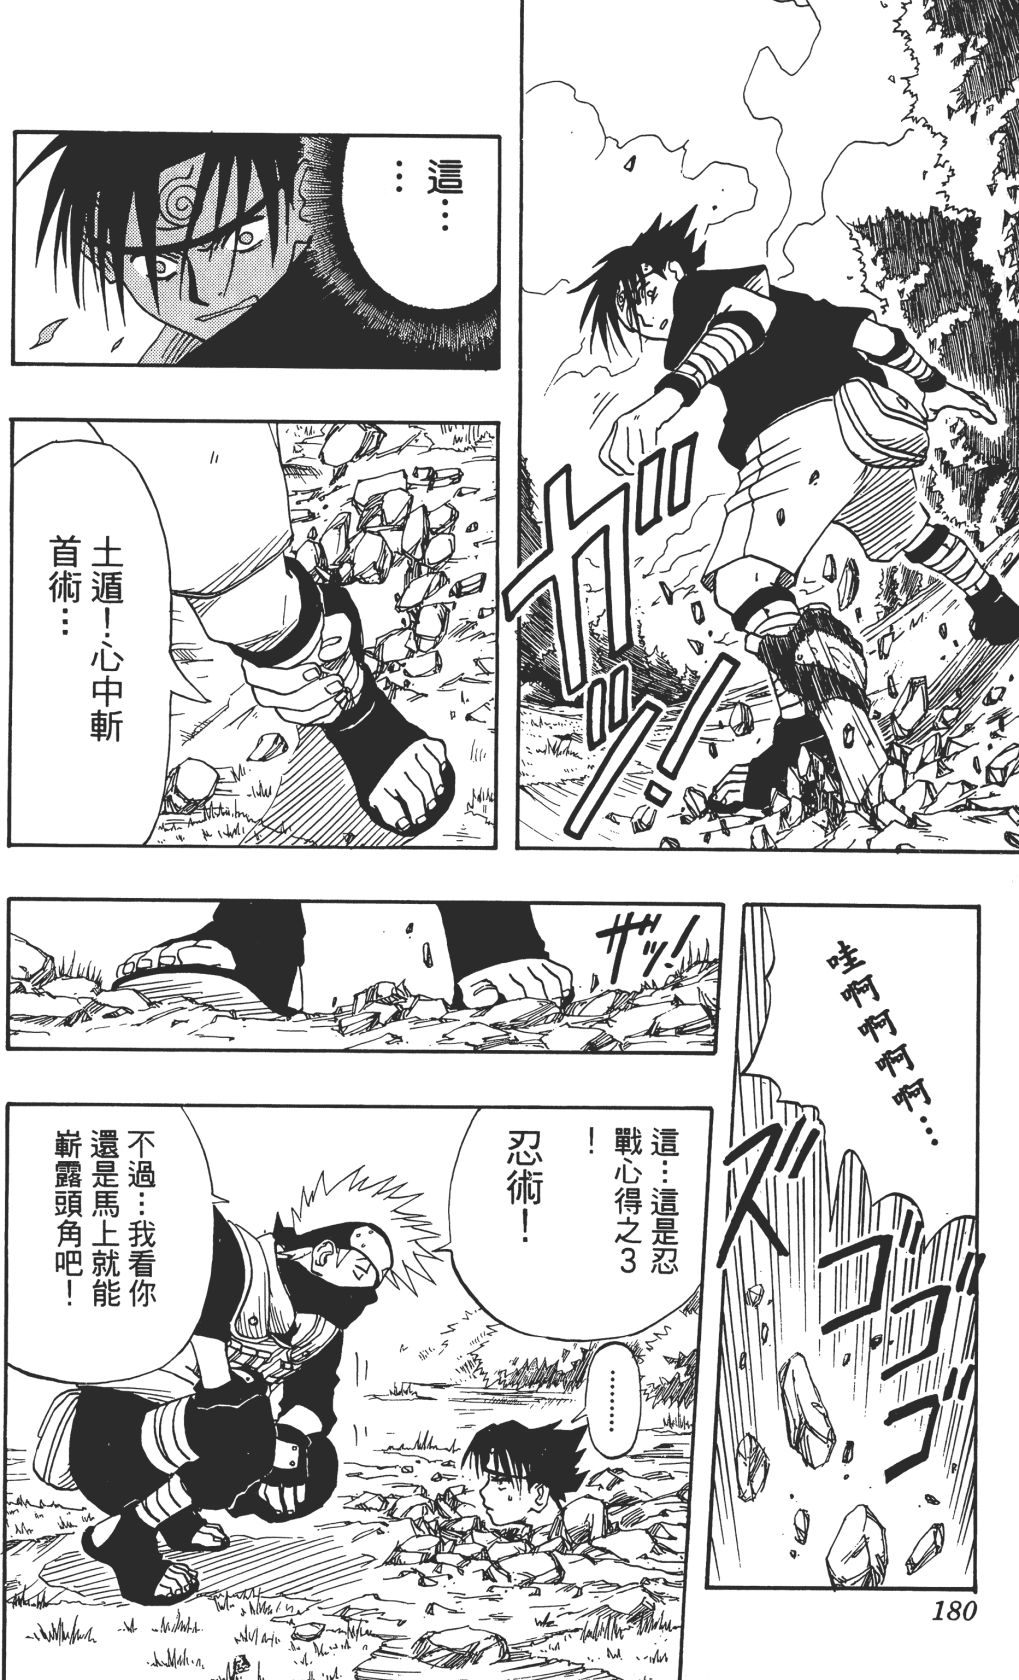 ガガッ!!
這…
…
土遁!心中斬
首術…
哇啊啊啊啊…
ズゴゴゴ
ザッ!
這…這是忍
戰心得之3
!
忍術!
………
不過…我看你
還是馬上就能
嶄露頭角吧!
180